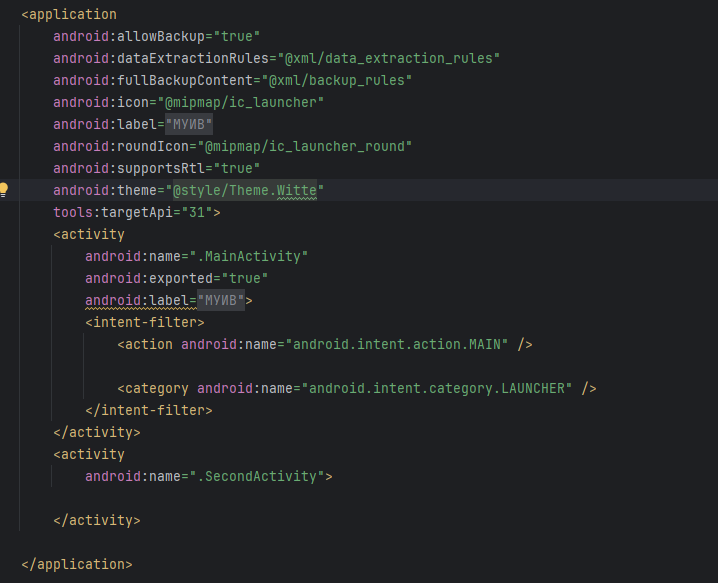 <application
android:allowBackup="true"
android:dataExtractionRules="@xml/data_extraction_rules"
android:fullBackupContent="@xml/backup_rules"
android:icon="@mipmap/ic_launcher"
android:label="МУИВ"
android:roundIcon="@mipmap/ic_launcher_round"
android:supportsRtl="true"
android:theme="@style/Theme.Witte"
tools:targetApi="31">
<activity
android:name=".MainActivity"
android:exported="true"
android:label="МУИВ">
<intent-filter>
<action android:name="android.intent.action.MAIN" />
<category android:name="android.intent.category.LAUNCHER" />
</intent-filter>
</activity>
<activity
android:name=".SecondActivity">
</activity>
</application>